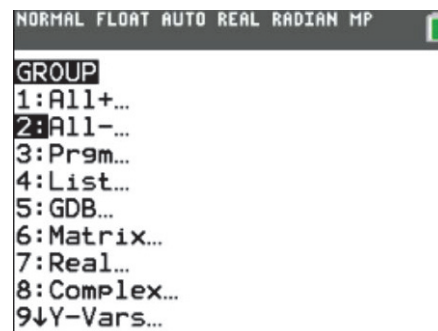 NORMAL FLOAT AUTO REAL RADIAN MP
GROUP
1:All+…
2:All-…
3:Prgm…
4:List…
5:GDB…
6:Matrix…
7:Real…
8:Complex…
9↓Y-Vars…